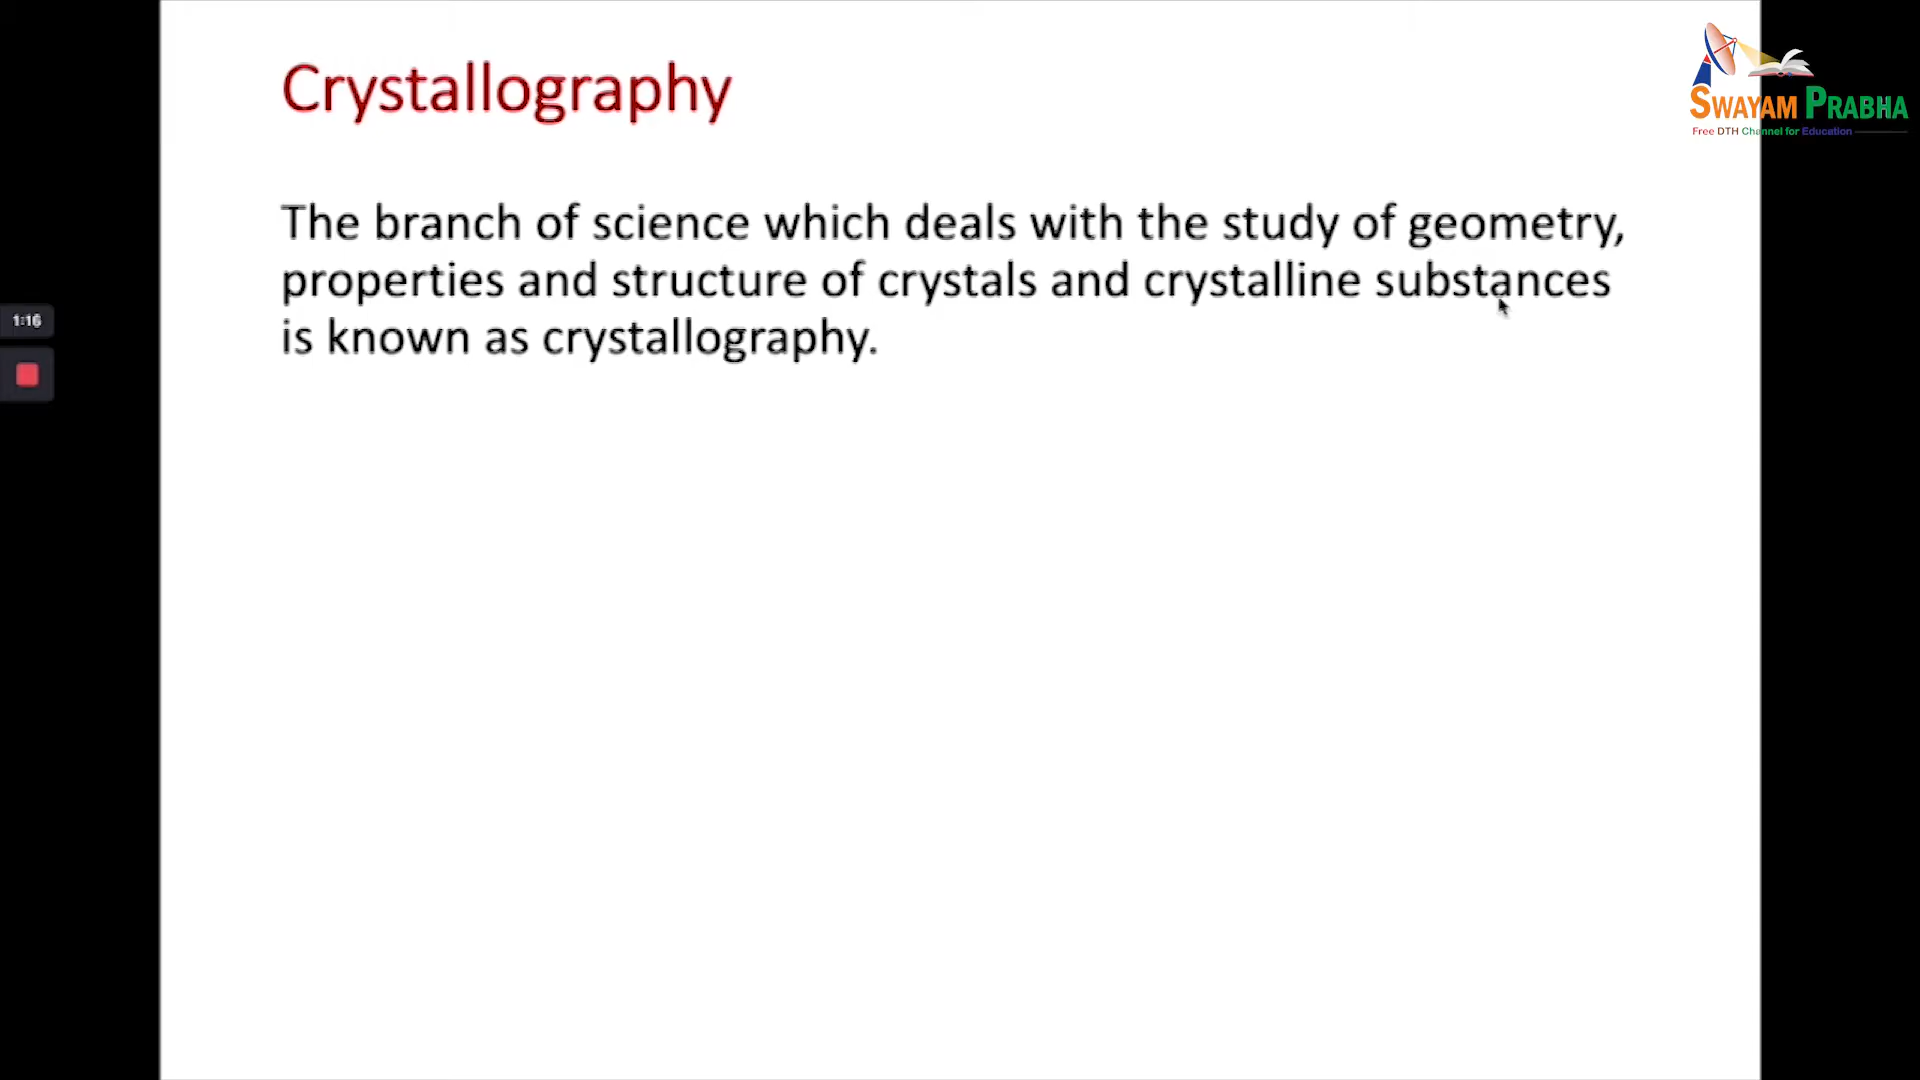 Crystallography
SWAYAM PRABHA
Free DTH Channel for Education
The branch of science which deals with the study of geometry,
properties and structure of crystals and crystalline substances
is known as crystallography.
1:16